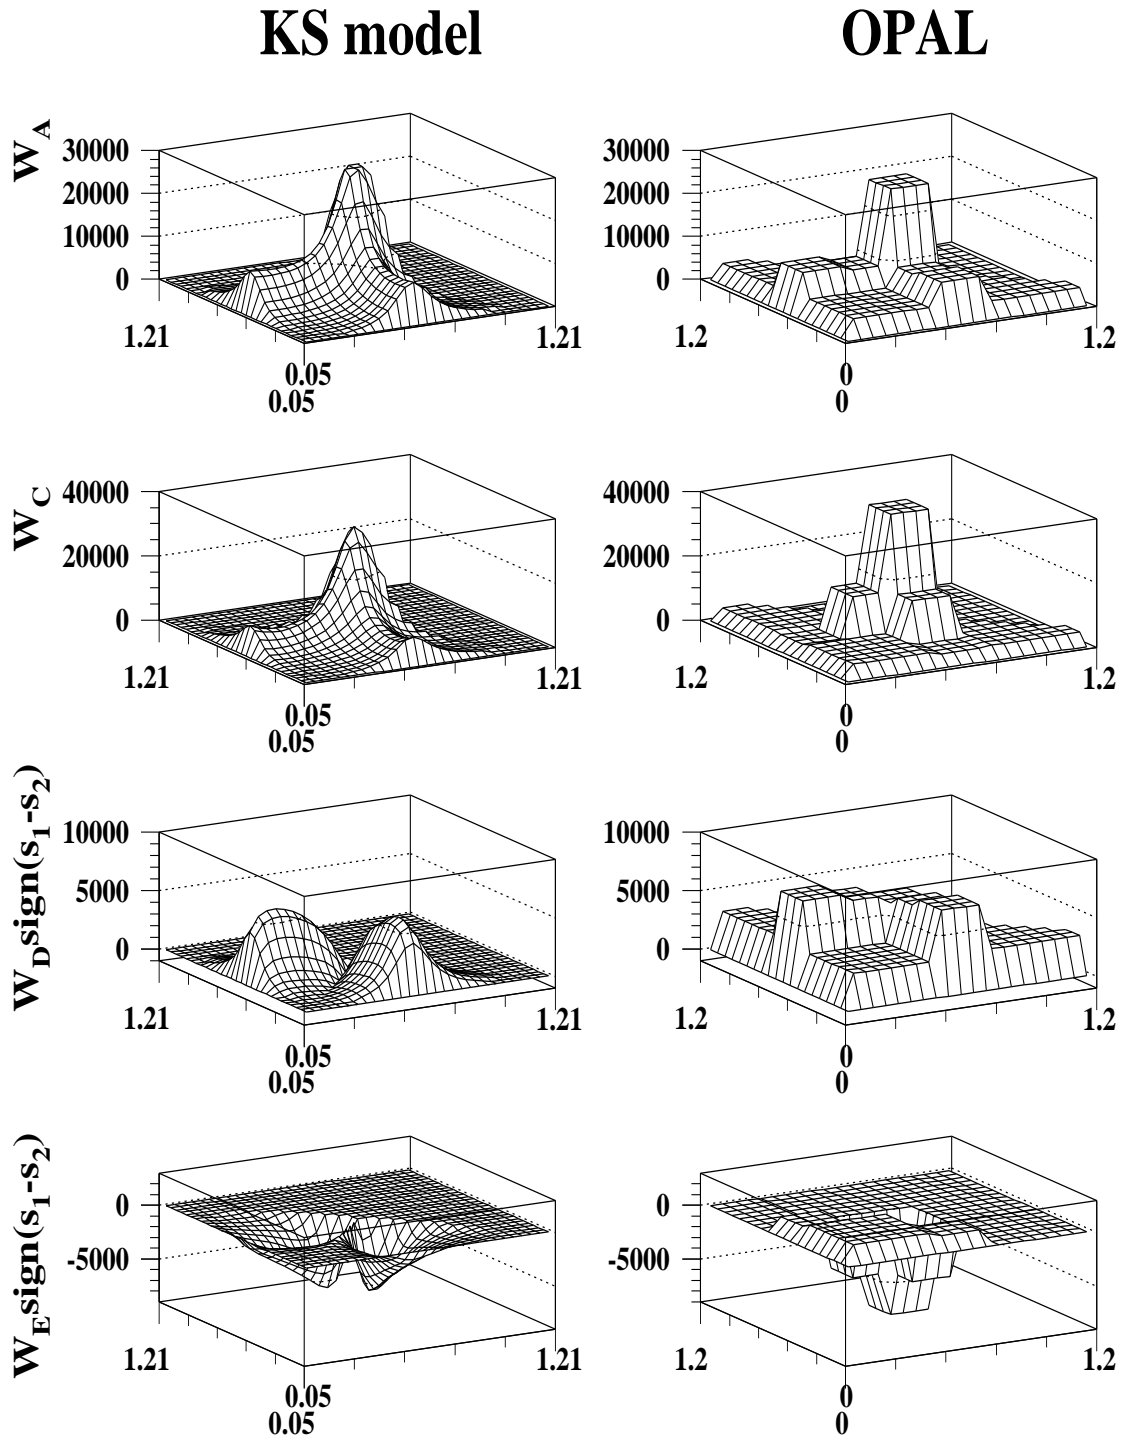 KS model OPAL
W_A 30000 20000 10000 0 1.21 1.21 0.05 0.05
30000 20000 10000 0 1.2 1.2 0 0
W_C 40000 20000 0 1.21 1.21 0.05 0.05
40000 20000 0 1.2 1.2 0 0
W_D sign(s_1-s_2) 10000 5000 0 1.21 1.21 0.05 0.05
10000 5000 0 1.2 1.2 0 0
W_E sign(s_1-s_2) 0 -5000 1.21 1.21 0.05 0.05
0 -5000 1.2 1.2 0 0